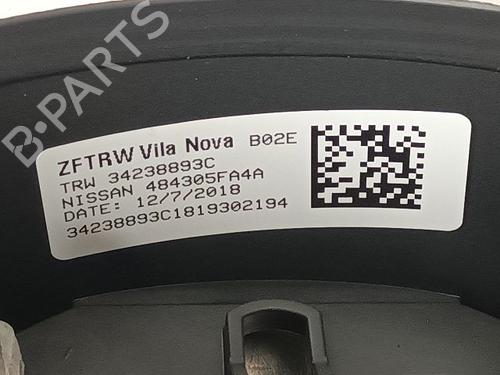 ZFTRW Vila Nova B02E
TRW 34238893C
NISSAN 484305FA4A
DATE: 12/7/2018
34238893C1819302194
B·PARTS